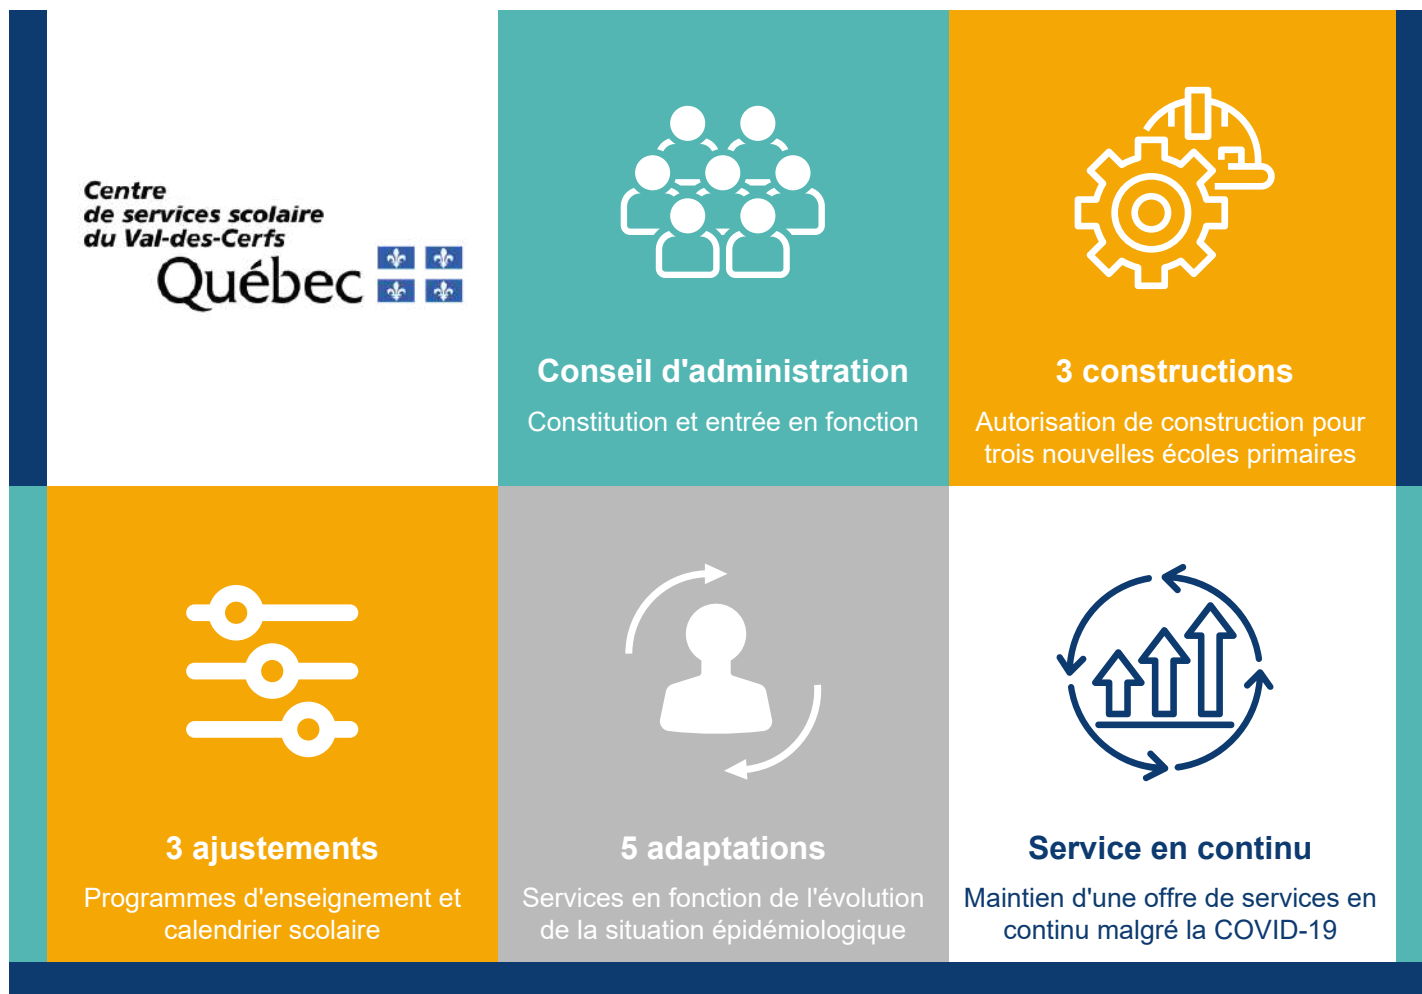 Centre
de services scolaire
du Val-des-Cerfs
Québec
Conseil d'administration
Constitution et entrée en fonction
3 constructions
Autorisation de construction pour
trois nouvelles écoles primaires
3 ajustements
Programmes d'enseignement et
calendrier scolaire
5 adaptations
Services en fonction de l'évolution
de la situation épidémiologique
Service en continu
Maintien d'une offre de services en
continu malgré la COVID-19